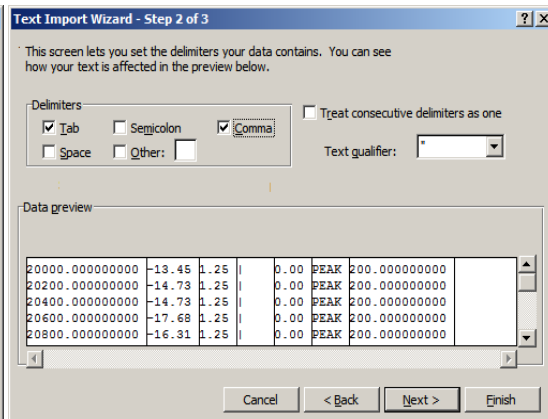 Text Import Wizard - Step 2 of 3
This screen lets you set the delimiters your data contains. You can see
how your text is affected in the preview below.
Delimiters
Tab Semicolon Comma
Space Other:
Treat consecutive delimiters as one
Text qualifier: "
Data preview
20000.000000000 -13.45 1.25 | 0.00 PEAK 200.000000000
20200.000000000 -14.73 1.25 | 0.00 PEAK 200.000000000
20400.000000000 -14.73 1.25 | 0.00 PEAK 200.000000000
20600.000000000 -17.68 1.25 | 0.00 PEAK 200.000000000
20800.000000000 -16.31 1.25 | 0.00 PEAK 200.000000000
Cancel < Back Next > Finish